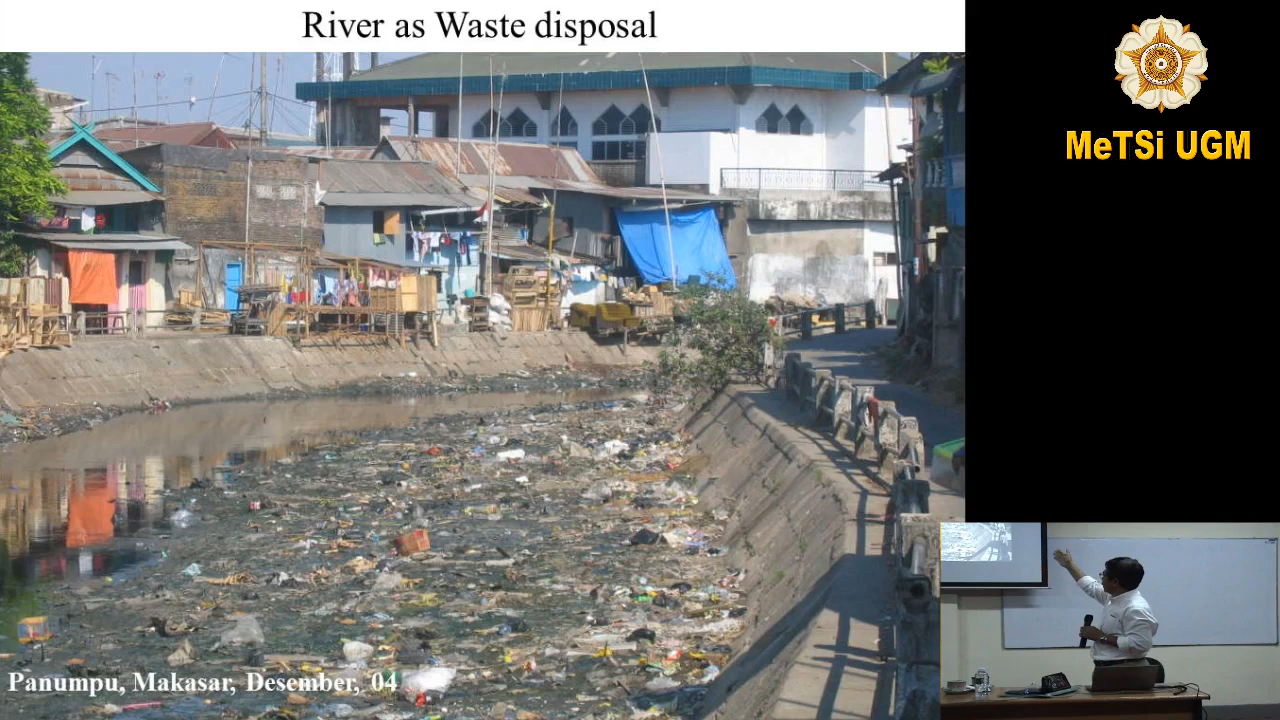 River as Waste disposal
MeTSi UGM
Panumpu, Makasar, Desember, 04